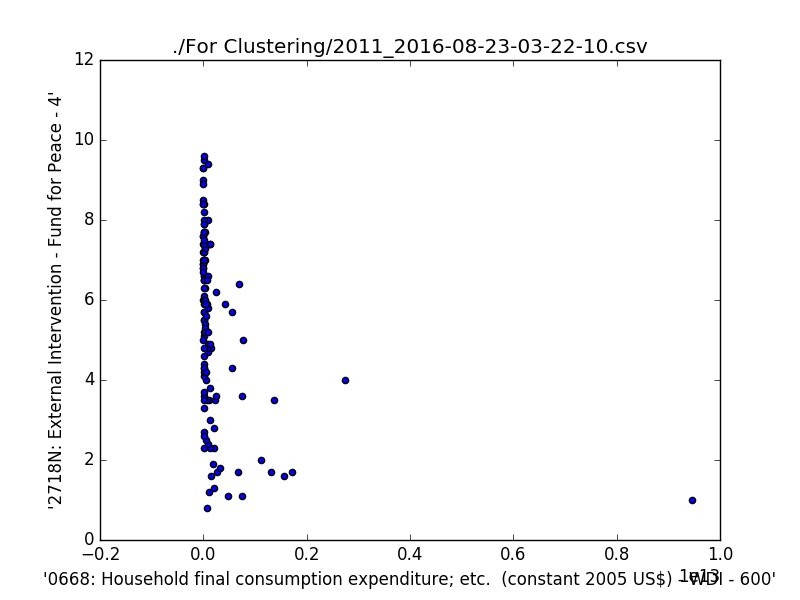 ./For Clustering/2011_2016-08-23-03-22-10.csv
12
10
8
6
4
2
0
'2718N: External Intervention - Fund for Peace - 4'
−0.2 0.0 0.2 0.4 0.6 0.8 1.0
1e13
'0668: Household final consumption expenditure; etc. (constant 2005 US$) - WDI - 600'